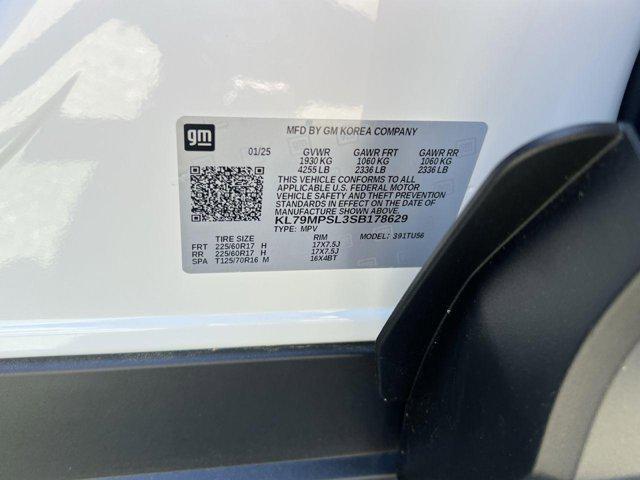 gm
MFD BY GM KOREA COMPANY
01/25 GVWR GAWR FRT GAWR RR
1930 KG 1060 KG 1060 KG
4255 LB 2336 LB 2336 LB
THIS VEHICLE CONFORMS TO ALL
APPLICABLE U.S. FEDERAL MOTOR
VEHICLE SAFETY AND THEFT PREVENTION
STANDARDS IN EFFECT ON THE DATE OF
MANUFACTURE SHOWN ABOVE.
KL79MPSL3SB178629
TYPE: MPV MODEL: 391TU56
TIRE SIZE RIM
FRT 225/60R17 H 17X7.5J
RR 225/60R17 H 17X7.5J
SPA T125/70R16 M 16X4BT